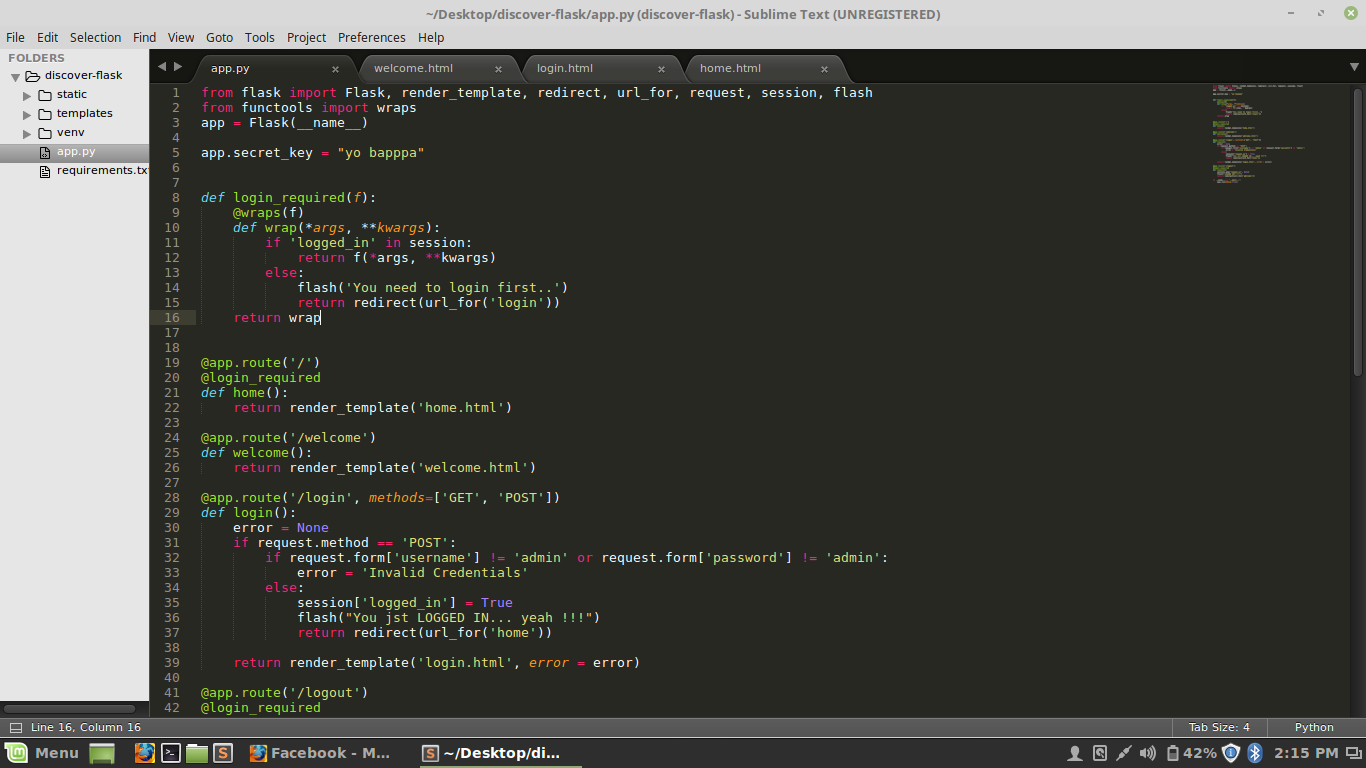 ~/Desktop/discover-flask/app.py (discover-flask) - Sublime Text (UNREGISTERED)
File Edit Selection Find View Goto Tools Project Preferences Help
FOLDERS
discover-flask
static
templates
venv
app.py
requirements.tx
app.py welcome.html login.html home.html
1 from flask import Flask, render_template, redirect, url_for, request, session, flash
2 from functools import wraps
3 app = Flask(__name__)
4
5 app.secret_key = "yo bapppa"
6
7
8 def login_required(f):
9     @wraps(f)
10     def wrap(*args, **kwargs):
11         if 'logged_in' in session:
12             return f(*args, **kwargs)
13         else:
14             flash('You need to login first..')
15             return redirect(url_for('login'))
16     return wrap
17
18
19 @app.route('/')
20 @login_required
21 def home():
22     return render_template('home.html')
23
24 @app.route('/welcome')
25 def welcome():
26     return render_template('welcome.html')
27
28 @app.route('/login', methods=['GET', 'POST'])
29 def login():
30     error = None
31     if request.method == 'POST':
32         if request.form['username'] != 'admin' or request.form['password'] != 'admin':
33             error = 'Invalid Credentials'
34         else:
35             session['logged_in'] = True
36             flash("You jst LOGGED IN... yeah !!!")
37             return redirect(url_for('home'))
38
39     return render_template('login.html', error = error)
40
41 @app.route('/logout')
42 @login_required
Line 16, Column 16 Tab Size: 4 Python
Menu Facebook - M... ~/Desktop/di... 42% 2:15 PM